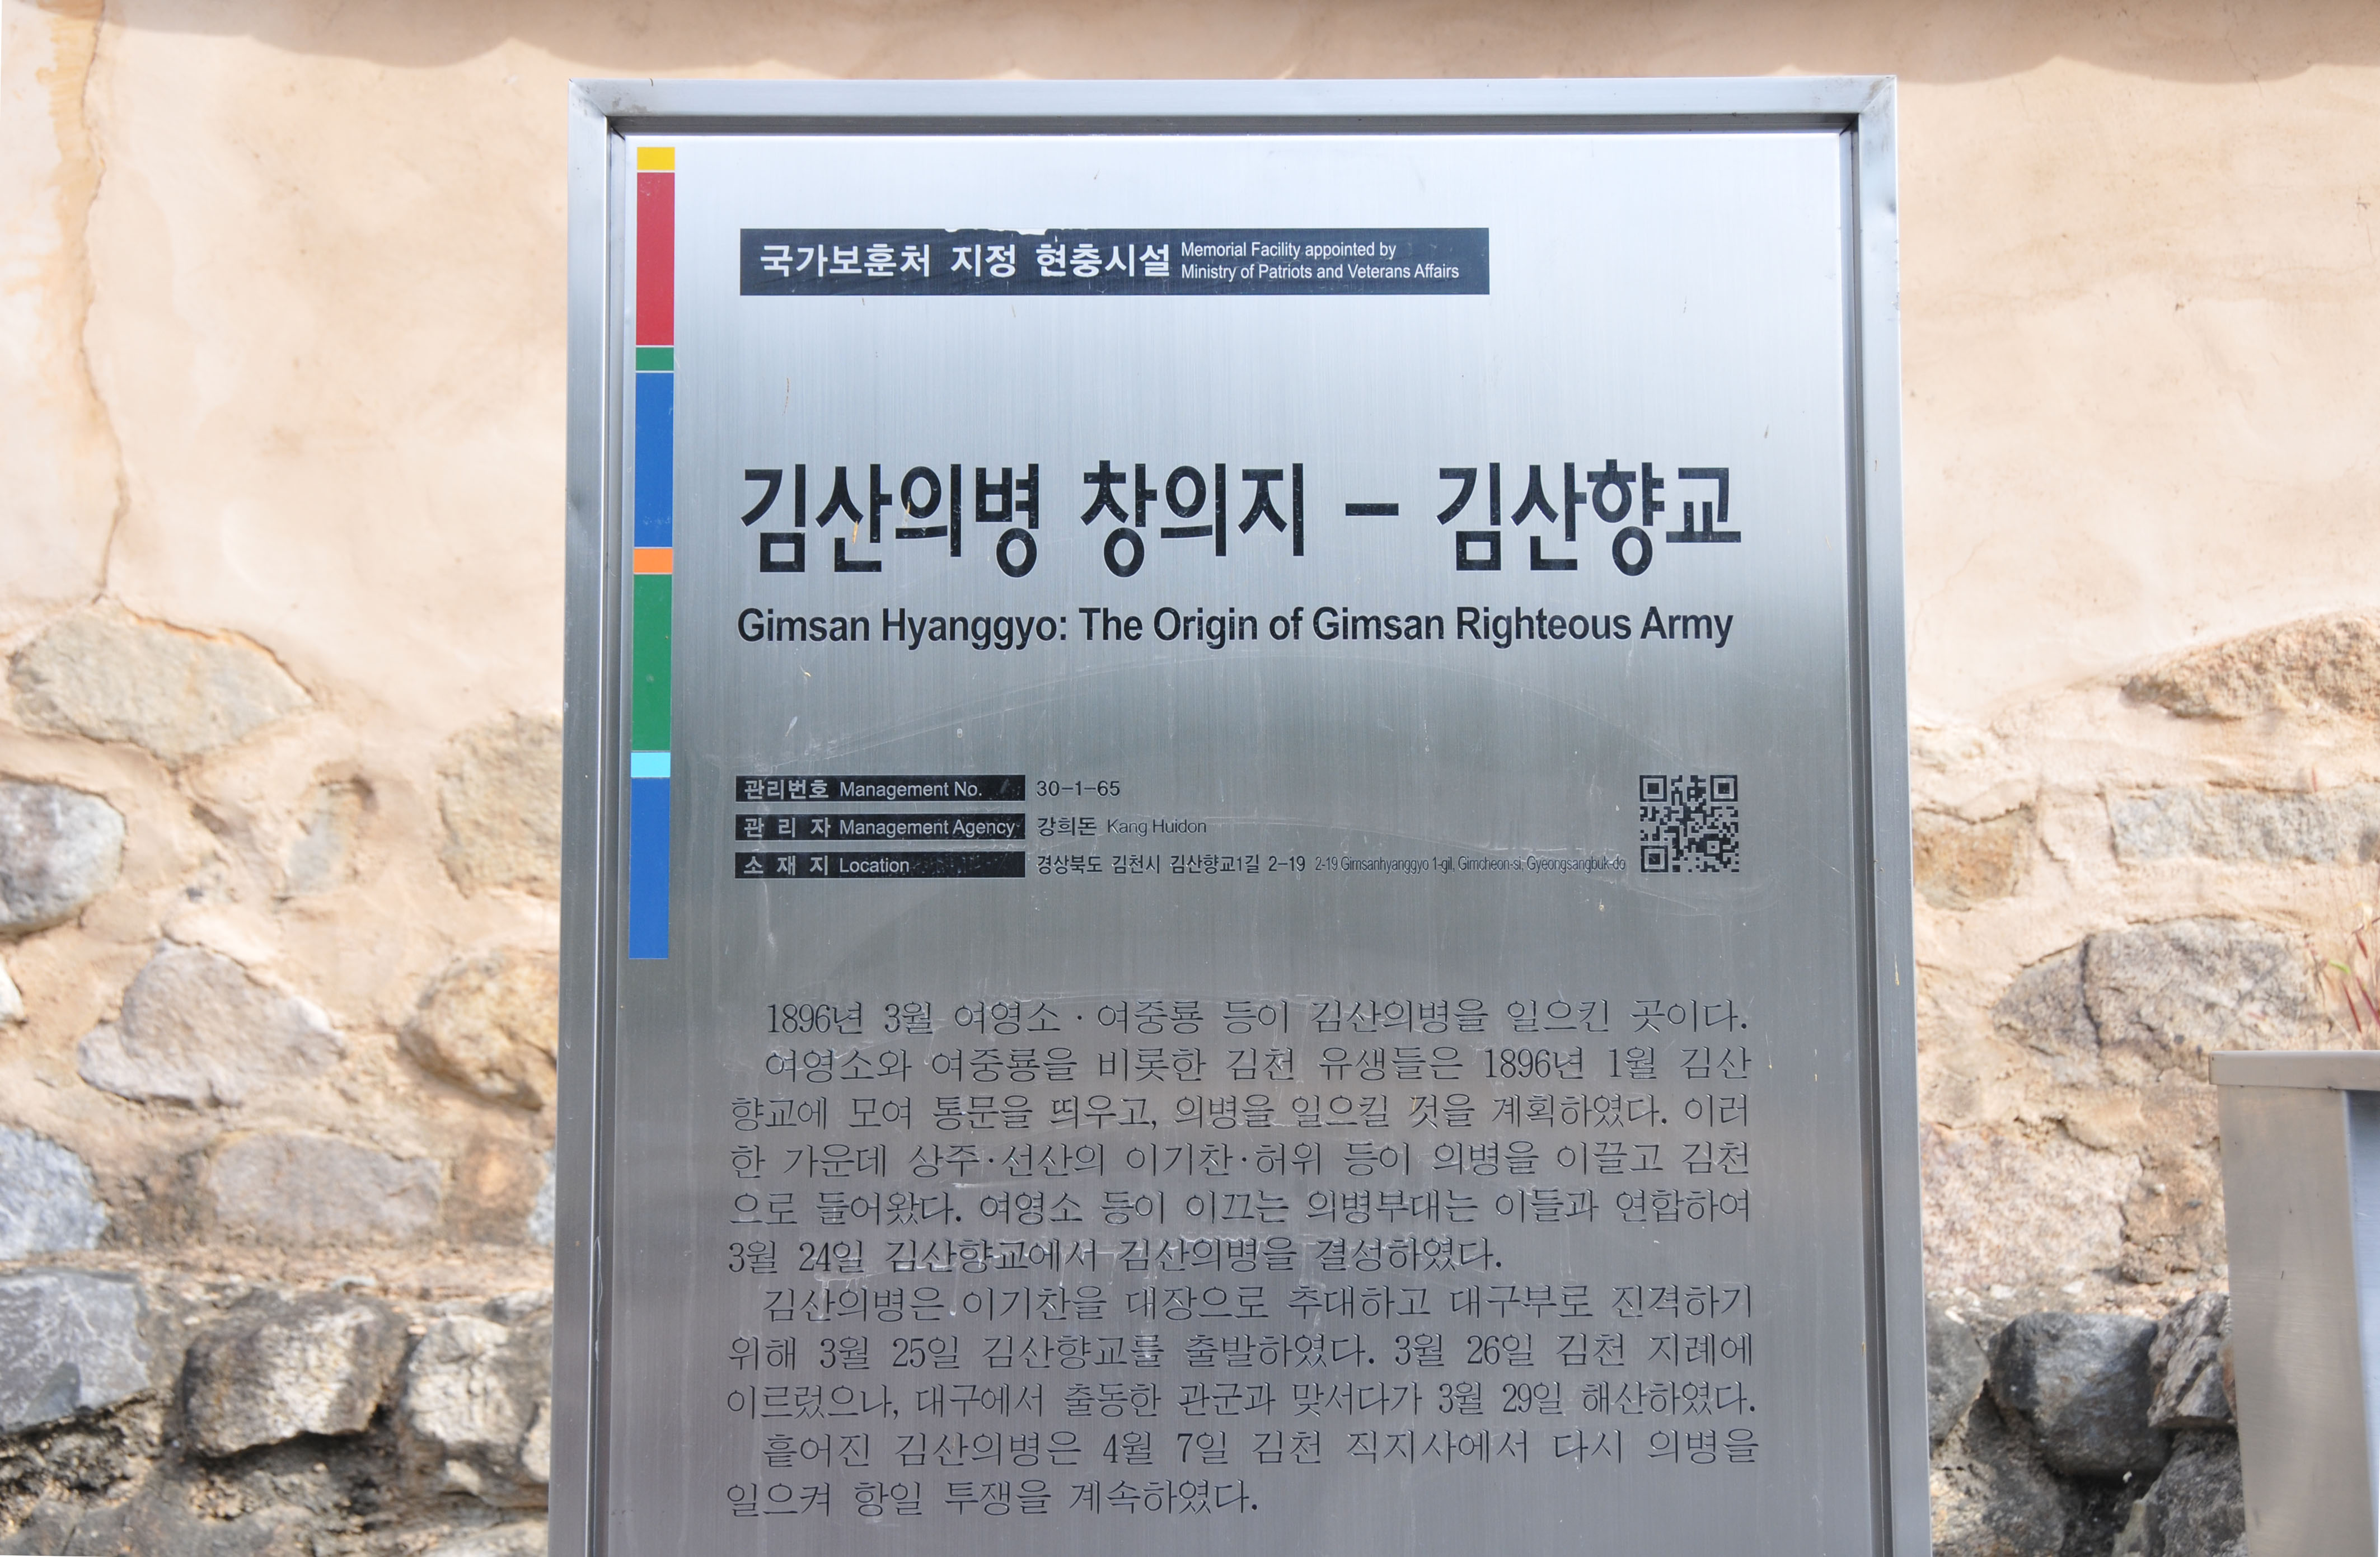 국가보훈처 지정 현충시설 Memorial Facility appointed by
Ministry of Patriots and Veterans Affairs
김산의병 창의지 – 김산향교
Gimsan Hyanggyo: The Origin of Gimsan Righteous Army
관리번호 Management No. 30-1-65
관 리 자 Management Agency 강희돈 Kang Huidon
소 재 지 Location 경상북도 김천시 김산향교1길 2-19 2-19 Gimsanhyanggyo 1-gil, Gimcheon-si, Gyeongsangbuk-do
1896년 3월 여영소·여중룡 등이 김산의병을 일으킨 곳이다.
여영소와 여중룡을 비롯한 김천 유생들은 1896년 1월 김산
향교에 모여 통문을 띄우고, 의병을 일으킬 것을 계획하였다. 이러
한 가운데 상주·선산의 이기찬·허위 등이 의병을 이끌고 김천
으로 들어왔다. 여영소 등이 이끄는 의병부대는 이들과 연합하여
3월 24일 김산향교에서 김산의병을 결성하였다.
김산의병은 이기찬을 대장으로 추대하고 대구부로 진격하기
위해 3월 25일 김산향교를 출발하였다. 3월 26일 김천 지례에
이르렀으나, 대구에서 출동한 관군과 맞서다가 3월 29일 해산하였다.
흩어진 김산의병은 4월 7일 김천 직지사에서 다시 의병을
일으켜 항일 투쟁을 계속하였다.